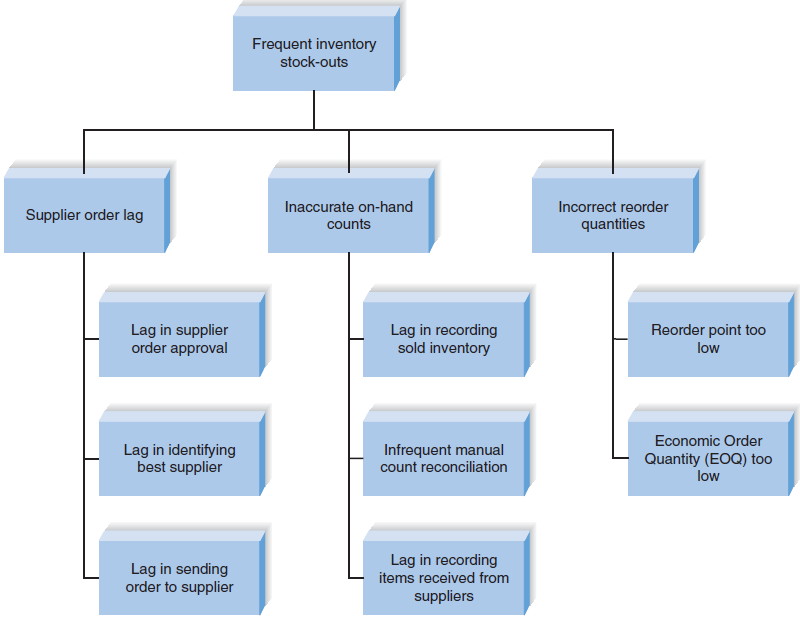 Frequent inventory
stock-outs
Supplier order lag
Inaccurate on-hand
counts
Incorrect reorder
quantities
Lag in supplier
order approval
Lag in recording
sold inventory
Reorder point too
low
Lag in identifying
best supplier
Infrequent manual
count reconciliation
Economic Order
Quantity (EOQ) too
low
Lag in sending
order to supplier
Lag in recording
items received from
suppliers